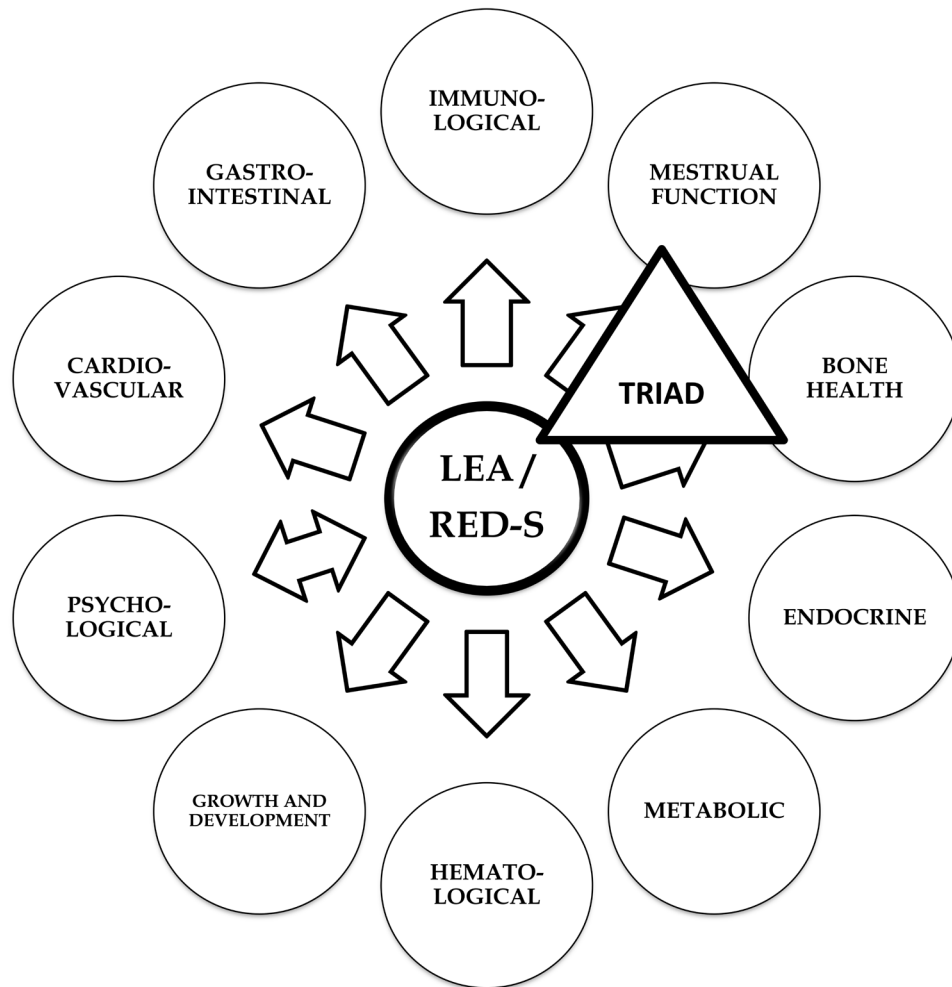 IMMUNO-
LOGICAL
GASTRO-
INTESTINAL
MESTRUAL
FUNCTION
CARDIO-
VASCULAR
TRIAD
BONE
HEALTH
LEA /
RED-S
PSYCHO-
LOGICAL
ENDOCRINE
GROWTH AND
DEVELOPMENT
METABOLIC
HEMATO-
LOGICAL